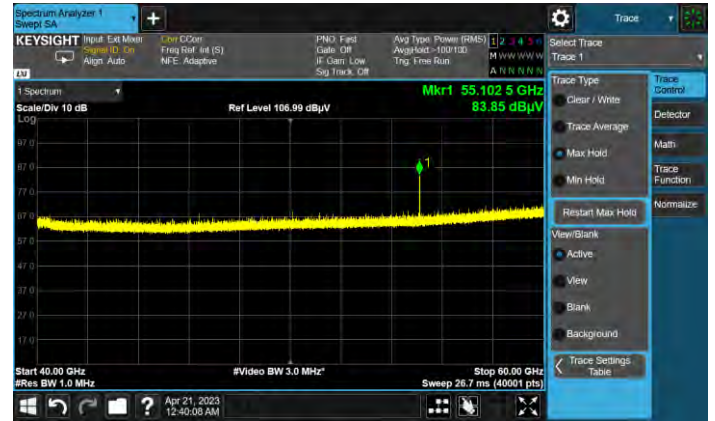 Spectrum Analyzer 1
Swept SA
Trace
KEYSIGHT Input: Ext Mixer Corr CCorr PNO: Fast Avg Type: Power (RMS) 1 2 3 4 5 6
Signal ID: On Freq Ref: Int (S) Gate: Off Avg|Hold:>100/100 M W W W W W
Align: Auto NFE: Adaptive IF Gain: Low Trig: Free Run
Sig Track: Off A N N N N N
LXI
Select Trace
Trace 1
1 Spectrum
Mkr1 55.102 5 GHz
Scale/Div 10 dB Ref Level 106.99 dBµV 83.85 dBµV
Log
97.0
87.0
77.0
67.0
57.0
47.0
37.0
27.0
17.0
1
Start 40.00 GHz #Video BW 3.0 MHz* Stop 60.00 GHz
#Res BW 1.0 MHz Sweep 26.7 ms (40001 pts)
Trace Type
Clear / Write
Trace Average
Max Hold
Min Hold
Restart Max Hold
View/Blank
Active
View
Blank
Background
Trace Settings
Table
Trace
Control
Detector
Math
Trace
Function
Normalize
Apr 21, 2023
12:40:08 AM